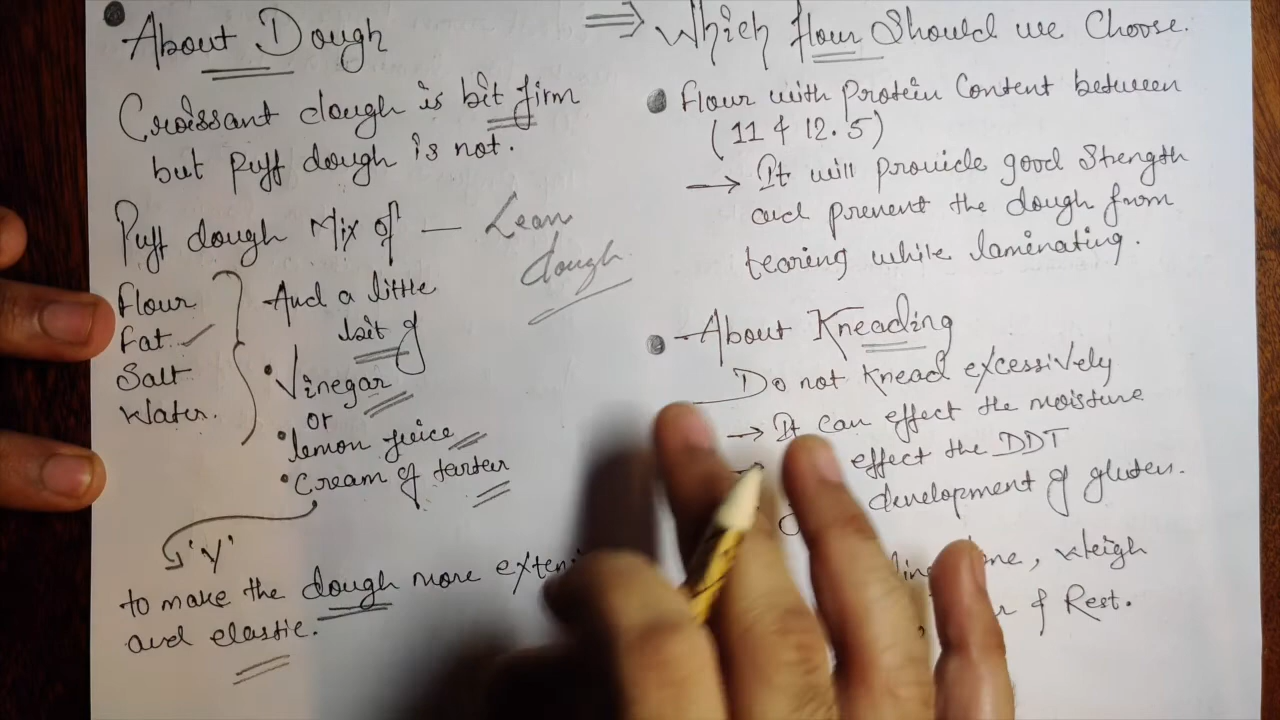 About Dough
Croissant dough is bit firm
but Puff dough is not.
Puff dough Mix of — Lean
dough
Flour
Fat
Salt
Water.
And a little
bit of
• Vinegar
or
• lemon juice
• Cream of tarter
'Y'
to make the dough more
and elastic.
⇒ Which flour Should we Choose.
Flour with Protein Content between
(11 & 12.5)
→ It will provide good Strength
and prevent the dough from
tearing while laminating.
About Kneading
Do not Knead excessively
→ It can effect the moisture
effect the DDT
development of gluten.
Weigh
& Rest.